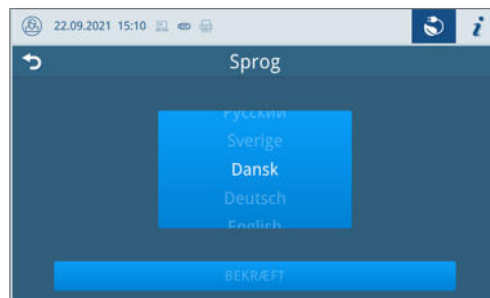 22.09.2021 15:10
i
Sprog
Русский
Sverige
Dansk
Deutsch
English
BEKRÆFT